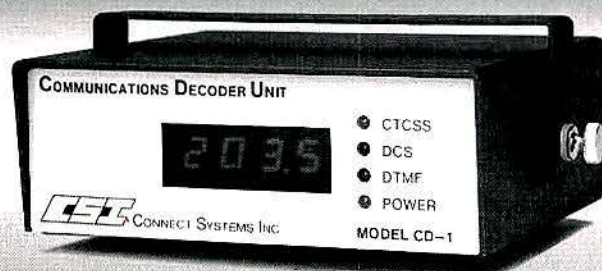 COMMUNICATIONS DECODER UNIT
203.5
CTCSS
DCS
DTMF
POWER
CSI CONNECT SYSTEMS INC
MODEL CD-1